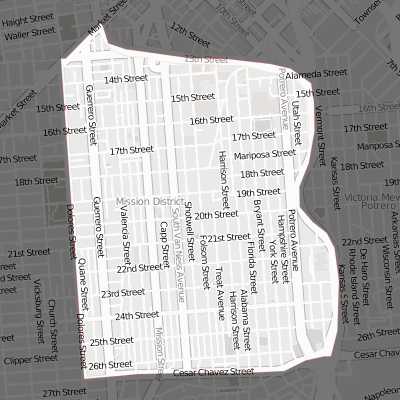 Market Street
Haight Street
Waller Street
12th Street
13th Street
14th Street
Alameda Street
15th Street
15th Street
15th Street
Potrero Avenue
Utah Street
Vermont Street
Guerrero Street
Market Street
16th Street
16th Street
16th Street
17th Street
17th Street
17th Street
Mariposa Street
Mariposa
Harrison Street
18th Street
18th Street
18th Street
Kansas Street
19th Street
19th
Mission District
Victoria Mew
Potrero
Dolores Street
Guerrero Street
Valencia Street
Capp Street
South Van Ness Avenue
Shotwell Street
20th Street
Folsom Street
21st Street
21st Street
Bryant Street
Florida Street
York Street
Hampshire Street
Potrero Avenue
Arkansas Street
22nd Street
22nd Street
Kansas Street
Rhode Island Street
De Haro Street
Wisconsin Street
Quane Street
Vicksburg Street
Church Street
Treat Avenue
Harrison Street
Alabama Street
23rd Street
24th Street
Dolores Street
Mission Street
25th Street
26th Street
26th Street
Clipper Street
26th Street
Cesar Chavez Street
Cesar Chavez
27th Street